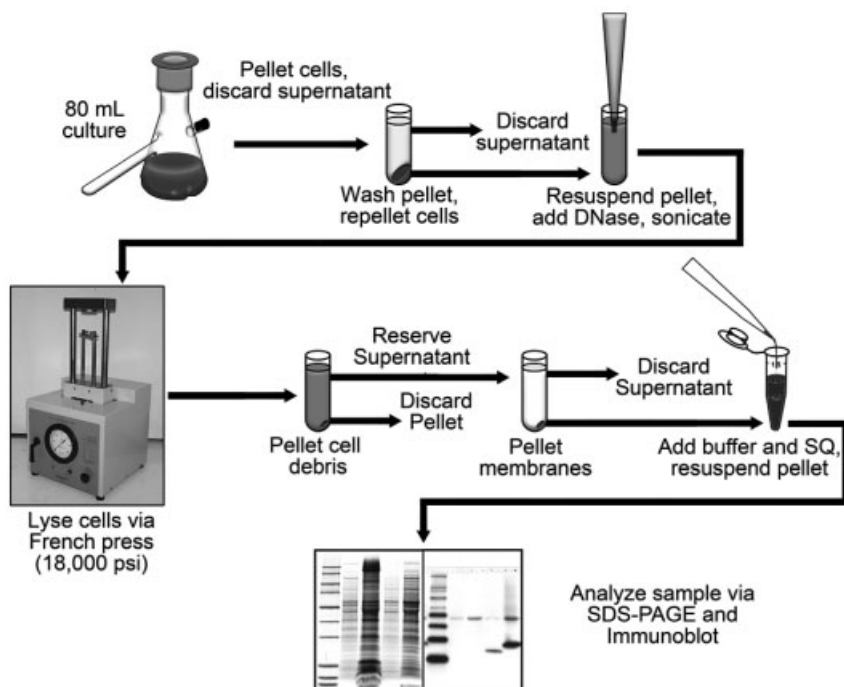 80 mL
culture
Pellet cells,
discard supernatant
Discard
supernatant
Wash pellet,
repellet cells
Resuspend pellet,
add DNase, sonicate
Lyse cells via
French press
(18,000 psi)
Reserve
Supernatant
Discard
Pellet
Pellet cell
debris
Discard
Supernatant
Pellet
membranes
Add buffer and SQ,
resuspend pellet
Analyze sample via
SDS-PAGE and
Immunoblot